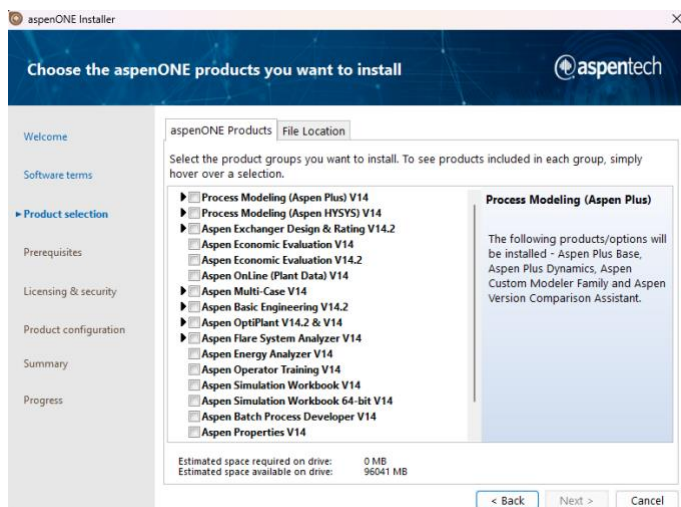 aspenONE Installer
Choose the aspenONE products you want to install
aspentech
Welcome
Software terms
Product selection
Prerequisites
Licensing & security
Product configuration
Summary
Progress
aspenONE Products
File Location
Select the product groups you want to install. To see products included in each group, simply
hover over a selection.
Process Modeling (Aspen Plus) V14
Process Modeling (Aspen HYSYS) V14
Aspen Exchanger Design & Rating V14.2
Aspen Economic Evaluation V14
Aspen Economic Evaluation V14.2
Aspen OnLine (Plant Data) V14
Aspen Multi-Case V14
Aspen Basic Engineering V14.2
Aspen OptiPlant V14.2 & V14
Aspen Flare System Analyzer V14
Aspen Energy Analyzer V14
Aspen Operator Training V14
Aspen Simulation Workbook V14
Aspen Simulation Workbook 64-bit V14
Aspen Batch Process Developer V14
Aspen Properties V14
Process Modeling (Aspen Plus)
The following products/options will
be installed - Aspen Plus Base,
Aspen Plus Dynamics, Aspen
Custom Modeler Family and Aspen
Version Comparison Assistant.
Estimated space required on drive: 0 MB
Estimated space available on drive: 96041 MB
< Back
Next >
Cancel